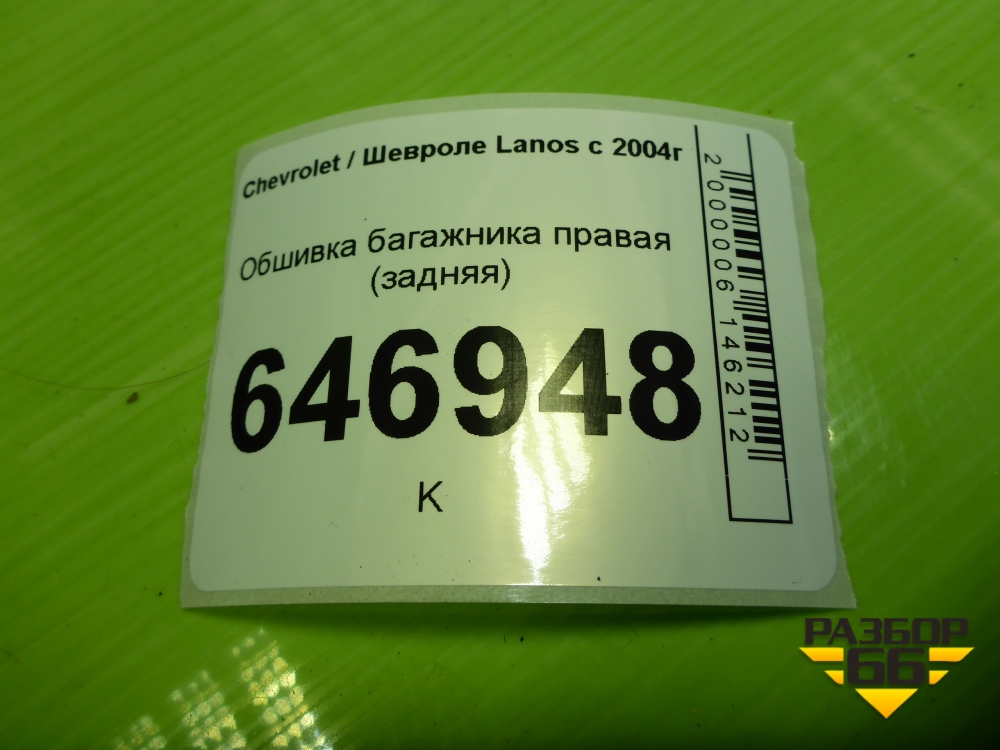 Chevrolet / Шевроле Lanos с 2004г
Обшивка багажника правая
(задняя)
646948
К
2000006146212
РАЗБОР
66